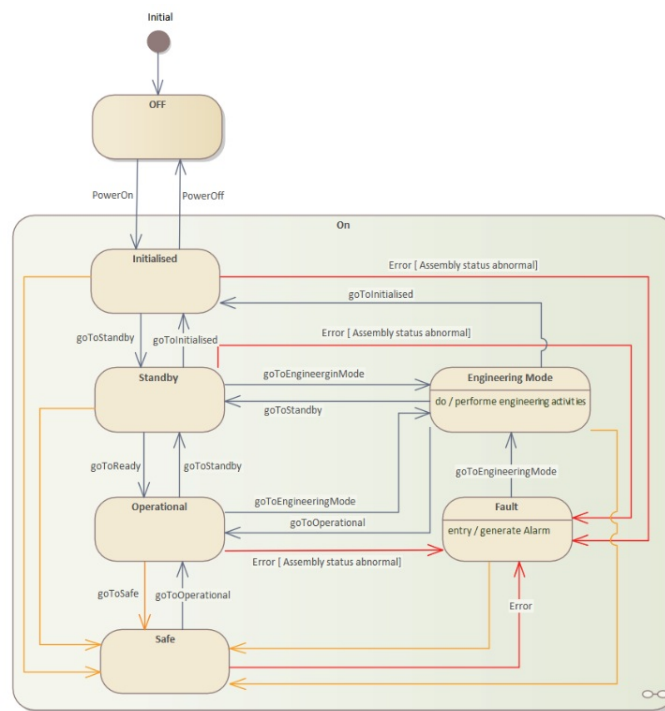 Initial
OFF
PowerOn
PowerOff
On
Initialised
Error [ Assembly status abnormal]
goToInitialised
goToStandby
goToInitialised
Error [ Assembly status abnormal]
Standby
goToEngineerginMode
Engineering Mode
goToStandby
do / performe engineering activities
goToReady
goToStandby
goToEngineeringMode
Operational
goToEngineeringMode
Fault
goToOperational
entry / generate Alarm
Error [ Assembly status abnormal]
goToSafe
goToOperational
Error
Safe